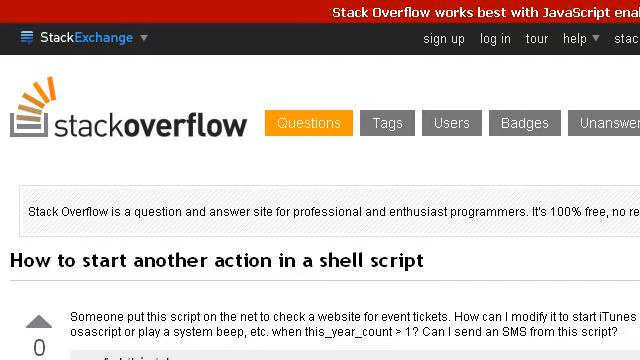 Stack Overflow works best with JavaScript
StackExchange
sign up log in tour help
stackoverflow
Questions Tags Users Badges
Stack Overflow is a question and answer site for professional and enthusiast programmers. It's 100% free, no
How to start another action in a shell script
Someone put this script on the net to check a website for event tickets. How can I modify it to start iTunes
0
osascript or play a system beep, etc. when this_year_count > 1? Can I send an SMS from this script?